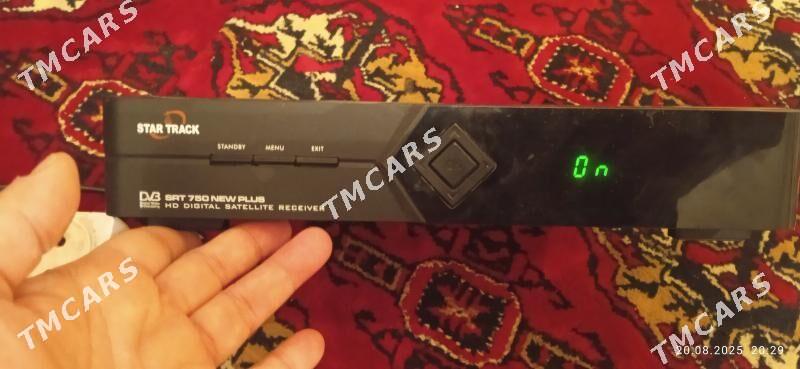 TMCARS
TMCARS
TMCARS
STAR TRACK
STANDBY MENU EXIT
On
TMCARS
DVB SRT 750 NEW PLUS
HD DIGITAL SATELLITE RECEIVER
TMCARS
TMCARS
TMCARS
20.08.2025 20:29